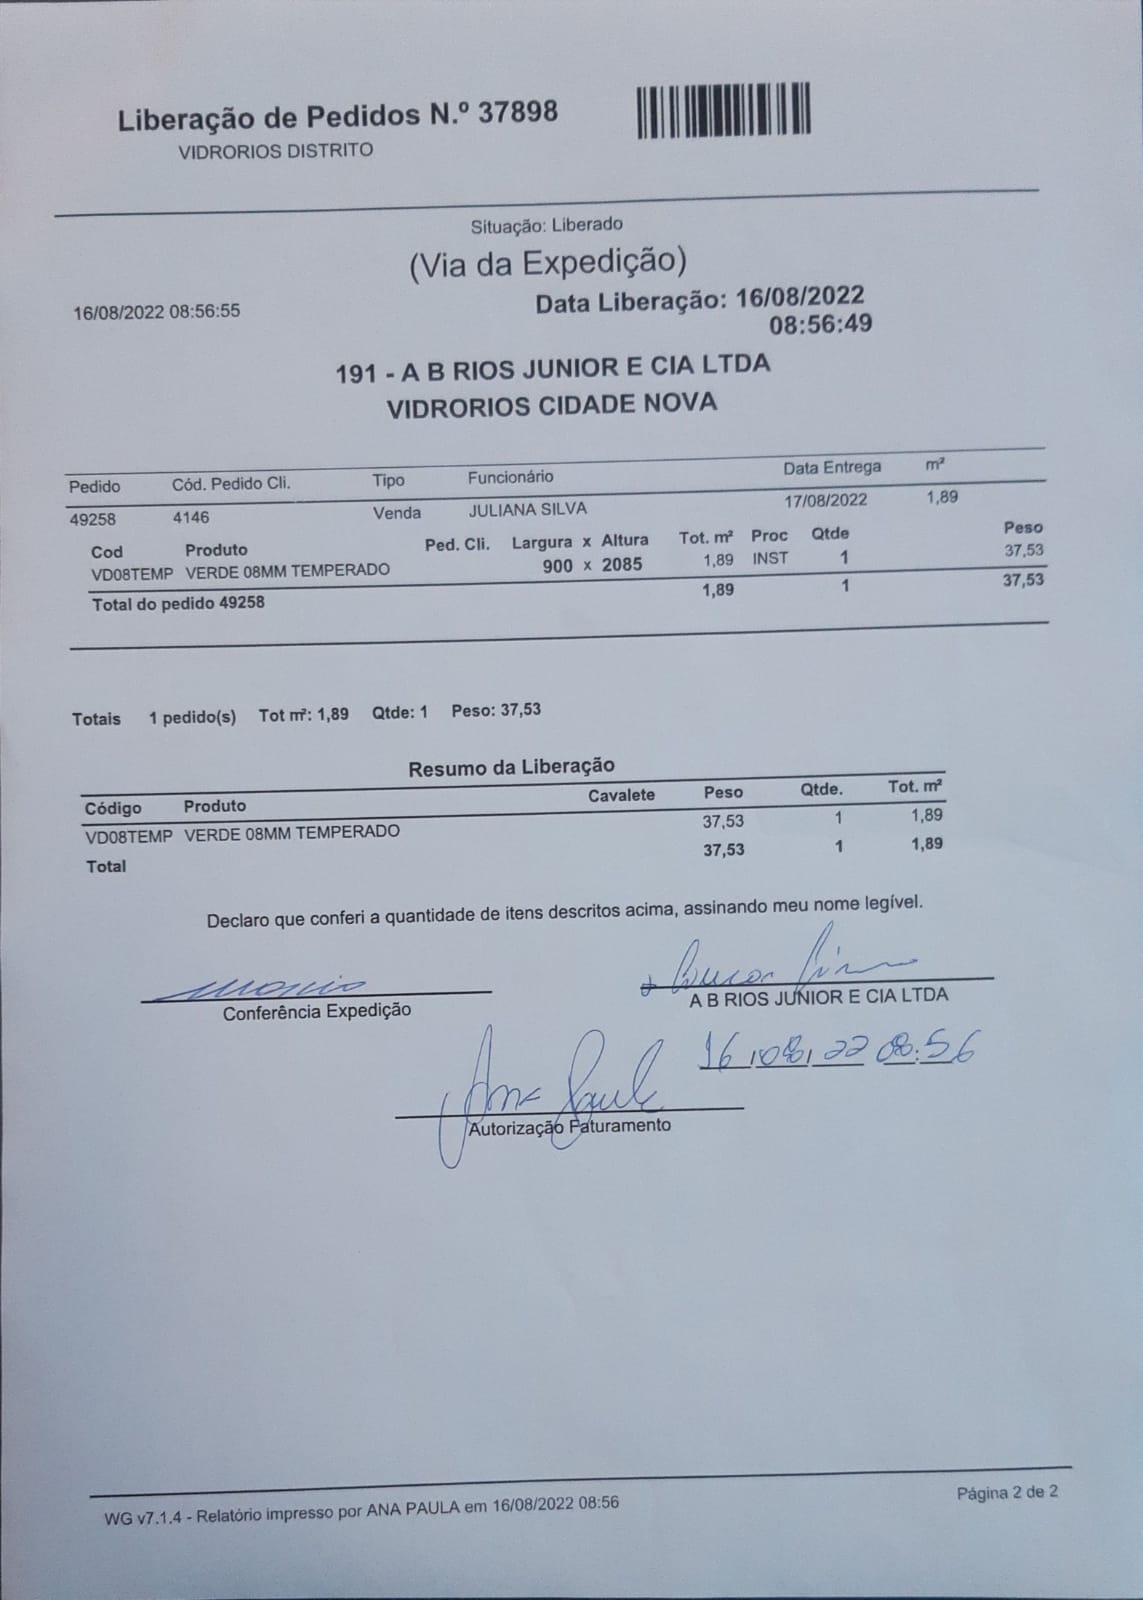 Liberação de Pedidos N.º 37898
VIDRORIOS DISTRITO
Situação: Liberado
(Via da Expedição)
16/08/2022 08:56:55
Data Liberação: 16/08/2022
08:56:49
191 - A B RIOS JUNIOR E CIA LTDA
VIDRORIOS CIDADE NOVA
Pedido Cód. Pedido Cli. Tipo Funcionário Data Entrega m²
49258 4146 Venda JULIANA SILVA 17/08/2022 1,89
Cod Produto Ped. Cli. Largura x Altura Tot. m² Proc Qtde Peso
VD08TEMP VERDE 08MM TEMPERADO 900 x 2085 1,89 INST 1 37,53
Total do pedido 49258 1,89 1 37,53
Totais 1 pedido(s) Tot m²: 1,89 Qtde: 1 Peso: 37,53
Resumo da Liberação
Código Produto Cavalete Peso Qtde. Tot. m²
VD08TEMP VERDE 08MM TEMPERADO 37,53 1 1,89
Total 37,53 1 1,89
Declaro que conferi a quantidade de itens descritos acima, assinando meu nome legível.
Conferência Expedição
A B RIOS JUNIOR E CIA LTDA
16/08/22 08:56
Ana Paula
Autorização Faturamento
WG v7.1.4 - Relatório impresso por ANA PAULA em 16/08/2022 08:56
Página 2 de 2